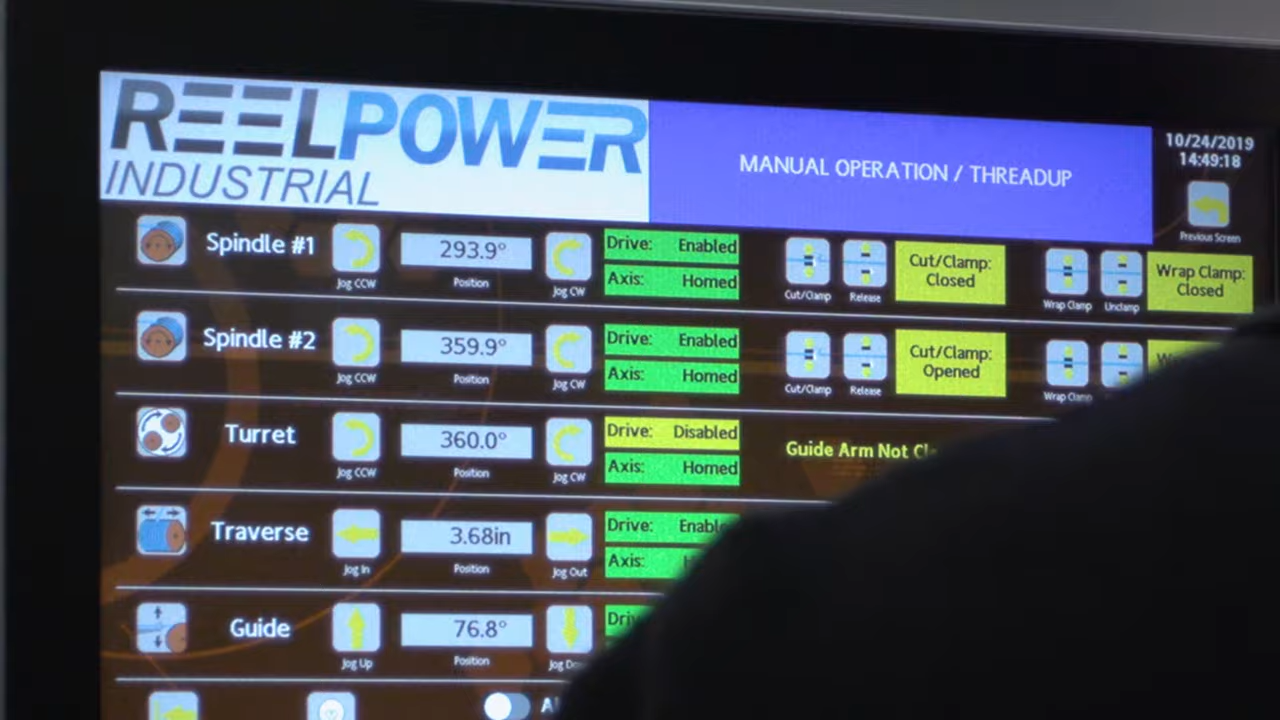 REELPOWER
INDUSTRIAL
MANUAL OPERATION / THREADUP
10/24/2019
14:49:18
Previous Screen
Spindle #1
Jog CCW
293.9°
Position
Jog CW
Drive: Enabled
Axis: Homed
Cut/Clamp
Release
Cut/Clamp:
Closed
Wrap Clamp
Unclamp
Wrap Clamp:
Closed
Spindle #2
Jog CCW
359.9°
Position
Jog CW
Drive: Enabled
Axis: Homed
Cut/Clamp
Release
Cut/Clamp:
Opened
Wrap
Turret
Jog CCW
360.0°
Position
Jog CW
Drive: Disabled
Axis: Homed
Guide Arm Not
Traverse
Jog In
3.68in
Position
Jog Out
Drive:
Axis:
Guide
Jog Up
76.8°
Position
Jog